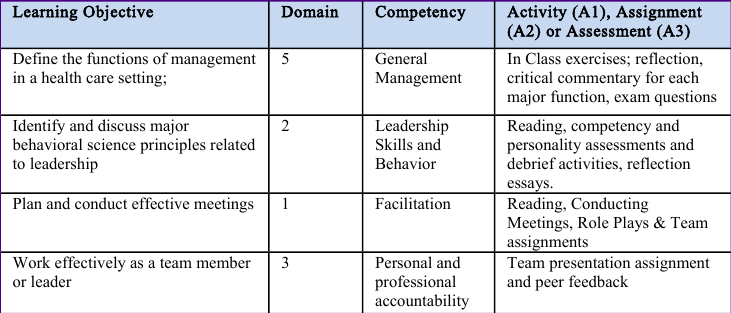 Learning Objective Domain Competency Activity (A1), Assignment
(A2) or Assessment (A3)
Define the functions of management
in a health care setting;
5
General
Management
In Class exercises; reflection,
critical commentary for each
major function, exam questions
Identify and discuss major
behavioral science principles related
to leadership
2
Leadership
Skills and
Behavior
Reading, competency and
personality assessments and
debrief activities, reflection
essays.
Plan and conduct effective meetings
1
Facilitation
Reading, Conducting
Meetings, Role Plays & Team
assignments
Work effectively as a team member
or leader
3
Personal and
professional
accountability
Team presentation assignment
and peer feedback